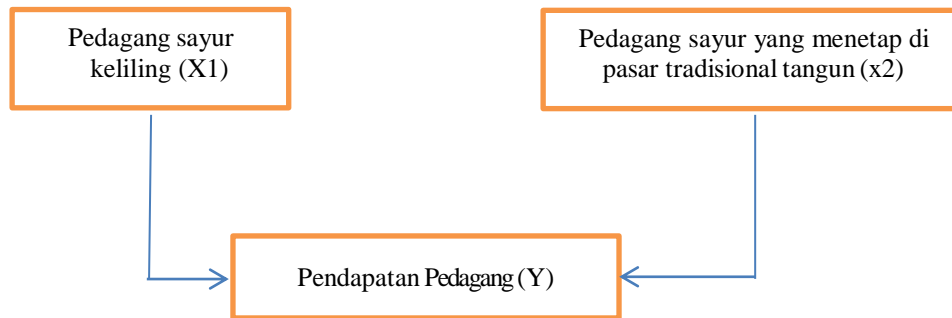 Pedagang sayur
keliling (X1)
Pedagang sayur yang menetap di
pasar tradisional tangun (x2)
Pendapatan Pedagang (Y)